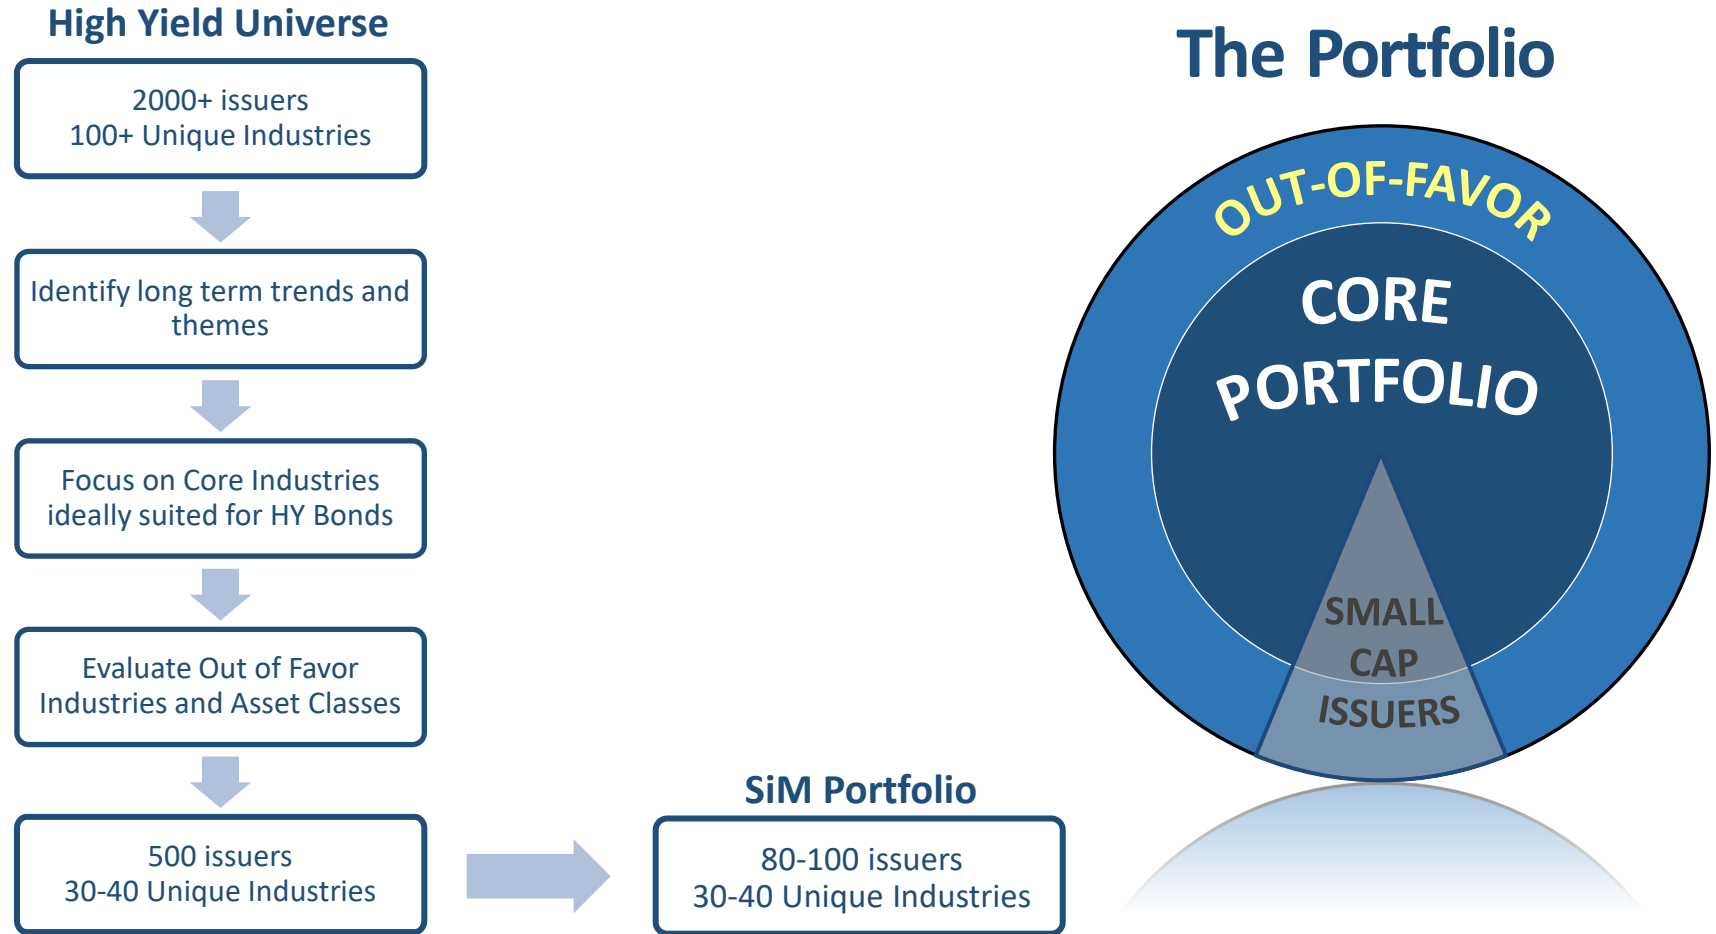 High Yield Universe
2000+ issuers
100+ Unique Industries
Identify long term trends and
themes
Focus on Core Industries
ideally suited for HY Bonds
Evaluate Out of Favor
Industries and Asset Classes
500 issuers
30-40 Unique Industries
SiM Portfolio
80-100 issuers
30-40 Unique Industries
The Portfolio
OUT-OF-FAVOR
CORE
PORTFOLIO
SMALL
CAP
ISSUERS